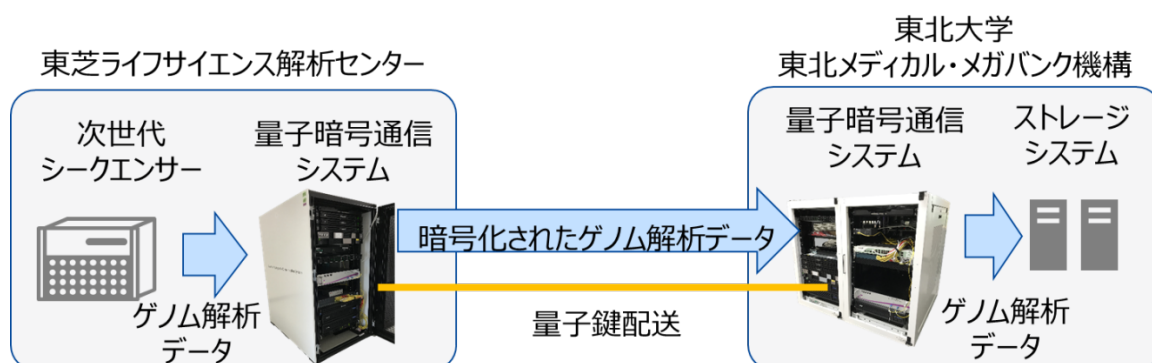 東芝ライフサイエンス解析センター
次世代
シークエンサー
量子暗号通信
システム
ゲノム解析
データ
暗号化されたゲノム解析データ
量子鍵配送
東北大学
東北メディカル・メガバンク機構
量子暗号通信
システム
ストレージ
システム
ゲノム解析
データ